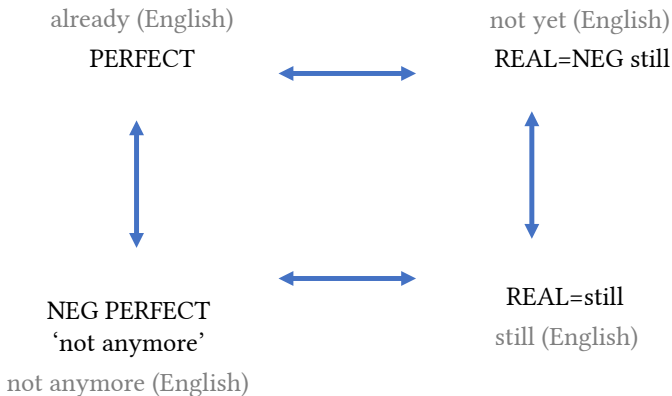 already (English)
PERFECT
not yet (English)
REAL=NEG still
NEG PERFECT
‘not anymore’
not anymore (English)
REAL=still
still (English)